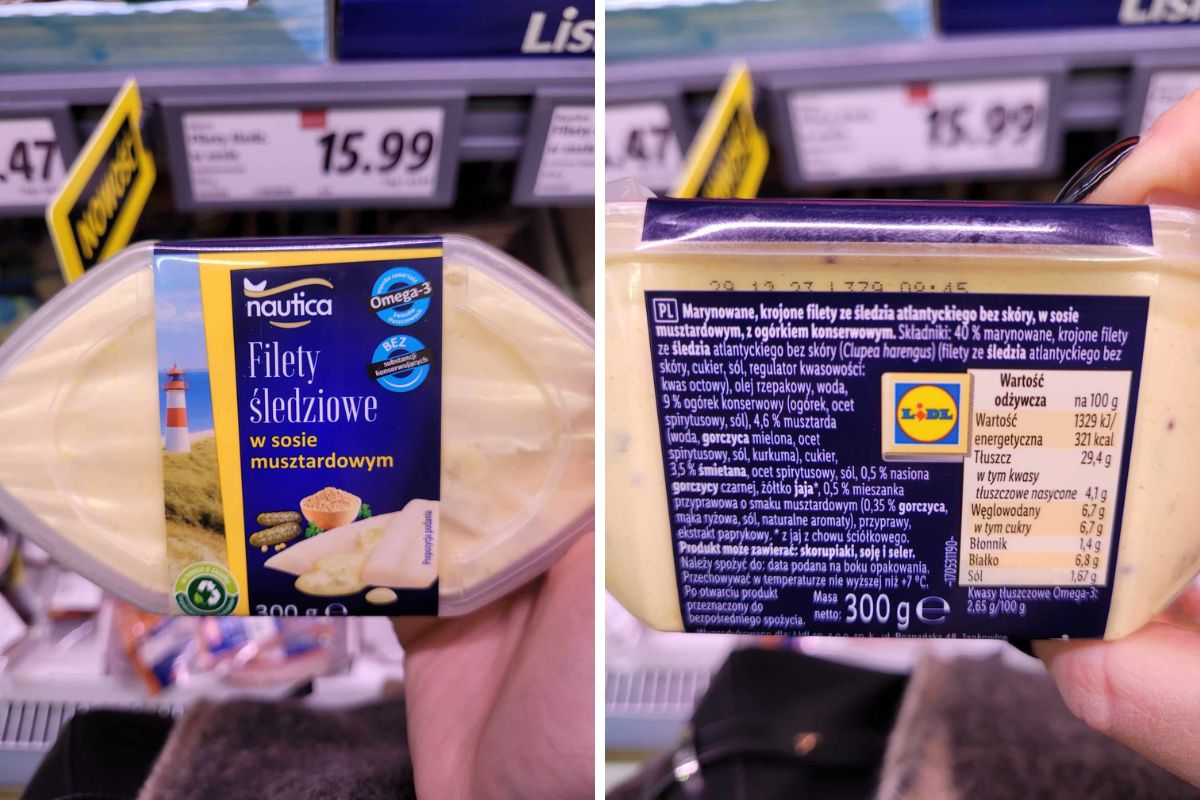 Lis
.47
NOWOŚĆ
15.99
nautica
Omega-3
kwasów
tłuszczowych
BEZ
substancji
konserwujących
Filety
śledziowe
w sosie
musztardowym
Propozycja podania
300 g e
Lis
.47
15.99
29.12.23 L379 09:45
PL Marynowane, krojone filety ze śledzia atlantyckiego bez skóry, w sosie
musztardowym, z ogórkiem konserwowym. Składniki: 40 % marynowane, krojone filety
ze śledzia atlantyckiego bez skóry (Clupea harengus) (filety ze śledzia atlantyckiego bez
skóry, cukier, sól, regulator kwasowości:
kwas octowy), olej rzepakowy, woda,
9 % ogórek konserwowy (ogórek, ocet
spirytusowy, sól), 4,6 % musztarda
(woda, gorczyca mielona, ocet
spirytusowy, sól, kurkuma), cukier,
3,5 % śmietana, ocet spirytusowy, sól, 0,5 % nasiona
gorczycy czarnej, żółtko jaja*, 0,5 % mieszanka
przyprawowa o smaku musztardowym (0,35 % gorczyca,
mąka ryżowa, sól, naturalne aromaty), przyprawy,
ekstrakt paprykowy. * z jaj z chowu ściółkowego.
Produkt może zawierać: skorupiaki, soję i seler.
Należy spożyć do: data podana na boku opakowania.
Przechowywać w temperaturze nie wyższej niż +7 °C.
Po otwarciu produkt
przeznaczony do
bezpośredniego spożycia.
Masa
netto: 300 g e
LIDL
Wartość
odżywcza na 100 g
Wartość 1329 kJ/
energetyczna 321 kcal
Tłuszcz 29,4 g
w tym kwasy
tłuszczowe nasycone 4,1 g
Węglowodany 6,7 g
w tym cukry 6,7 g
Błonnik 1,4 g
Białko 6,8 g
Sól 1,67 g
Kwasy tłuszczowe Omega-3:
2,65 g/100 g